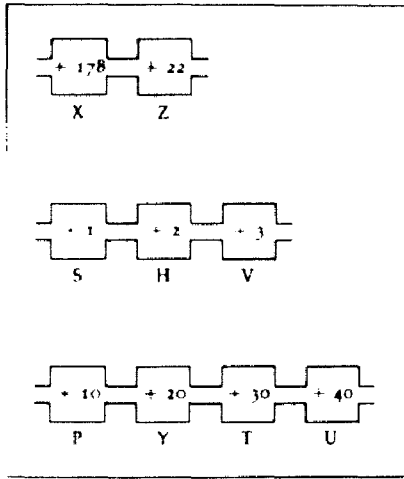 + 178 + 22
X Z
+ 1 + 2 + 3
S H V
+ 10 + 20 + 30 + 40
P Y T U